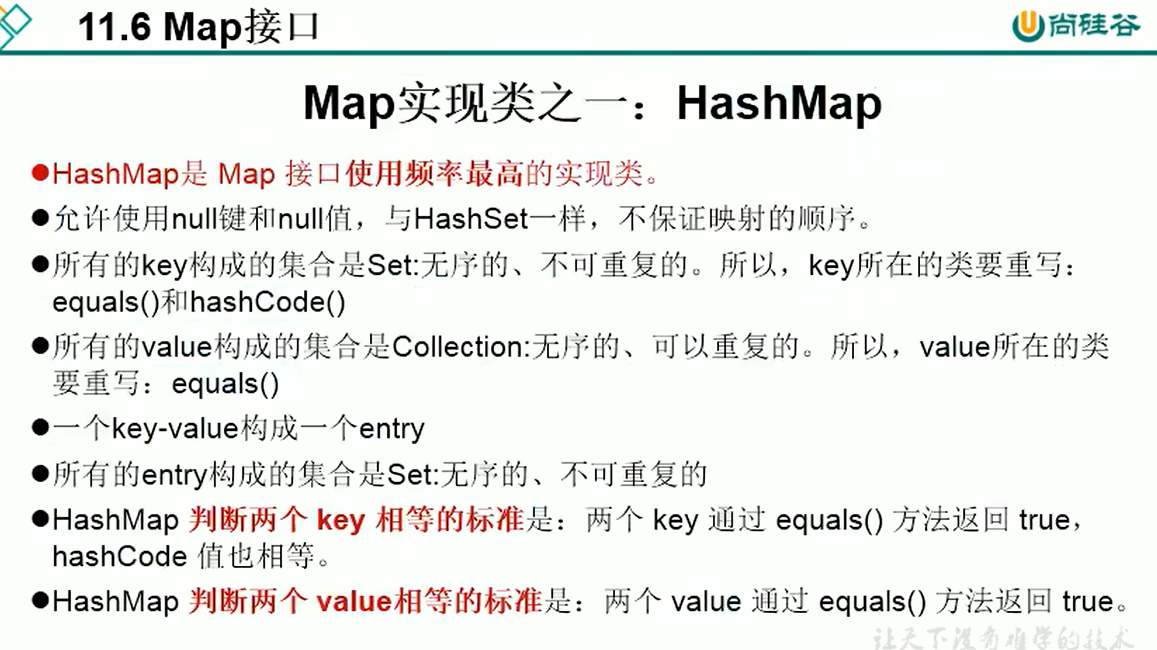 11.6 Map接口
尚硅谷
Map实现类之一：HashMap
●HashMap是 Map 接口使用频率最高的实现类。
●允许使用null键和null值，与HashSet一样，不保证映射的顺序。
●所有的key构成的集合是Set:无序的、不可重复的。所以，key所在的类要重写：
equals()和hashCode()
●所有的value构成的集合是Collection:无序的、可以重复的。所以，value所在的类
要重写：equals()
●一个key-value构成一个entry
●所有的entry构成的集合是Set:无序的、不可重复的
●HashMap 判断两个 key 相等的标准是：两个 key 通过 equals() 方法返回 true，
hashCode 值也相等。
●HashMap 判断两个 value相等的标准是：两个 value 通过 equals() 方法返回 true。
让天下没有难学的技术